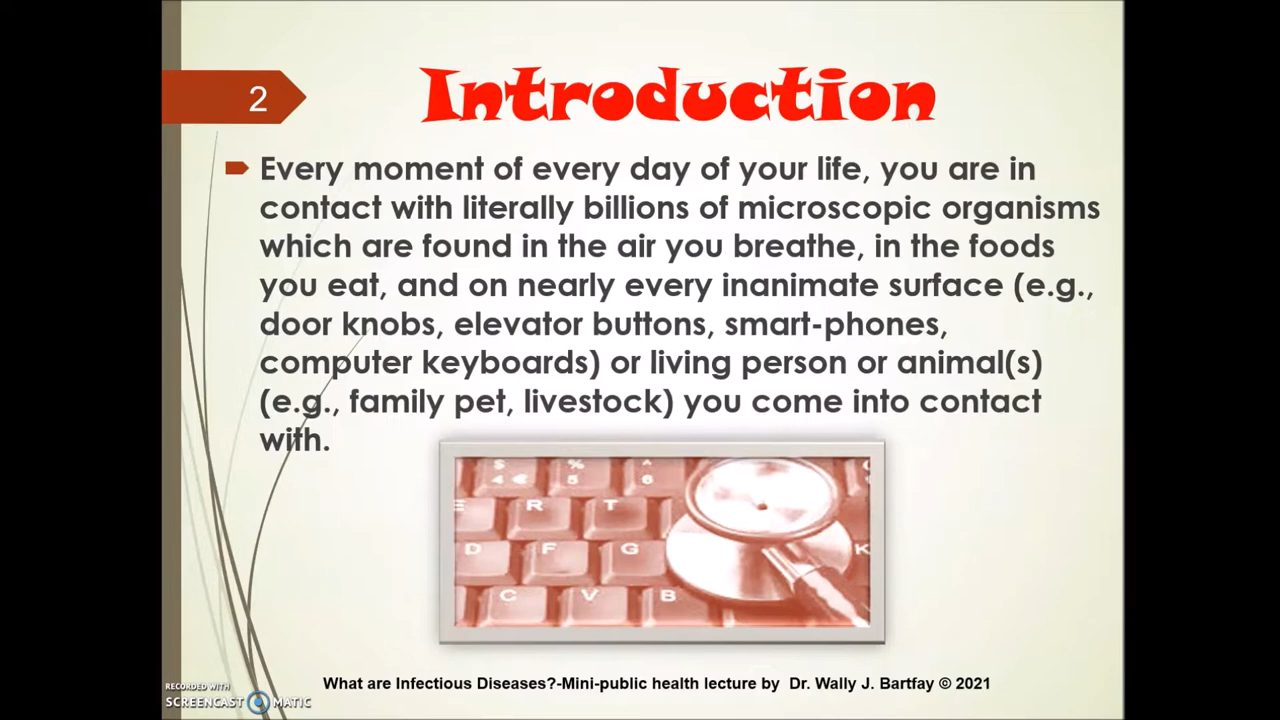 2
Introduction
Every moment of every day of your life, you are in
contact with literally billions of microscopic organisms
which are found in the air you breathe, in the foods
you eat, and on nearly every inanimate surface (e.g.,
door knobs, elevator buttons, smart-phones,
computer keyboards) or living person or animal(s)
(e.g., family pet, livestock) you come into contact
with.
$ % ^
4 € 5 6
E R T
D F G K
C V B
What are Infectious Diseases?-Mini-public health lecture by Dr. Wally J. Bartfay © 2021
RECORDED WITH
SCREENCAST MATIC